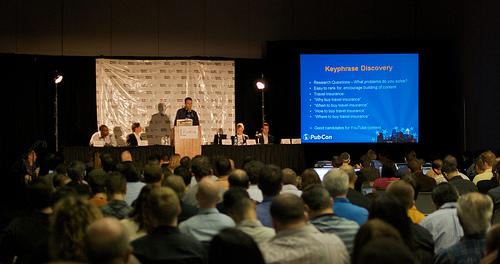 Keyphrase Discovery
Research Questions – What problems do you solve?
Easy to rank for, encourage building of content
Travel insurance:
"Why buy travel insurance"
"When to buy travel insurance"
"How to buy travel insurance"
"Where to buy travel insurance"
Good candidates for YouTube content
PubCon